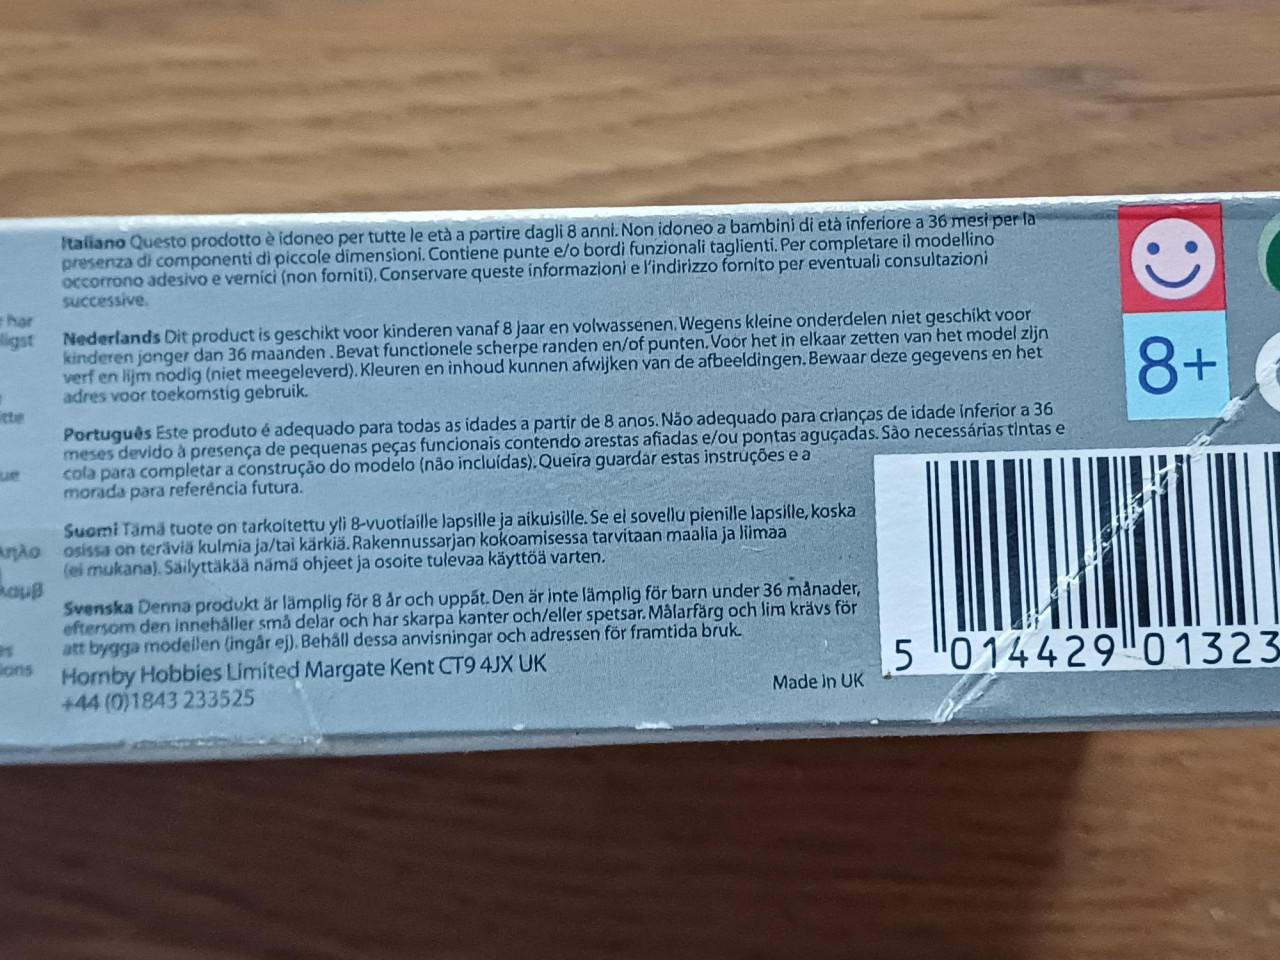 Italiano Questo prodotto è idoneo per tutte le età a partire dagli 8 anni. Non idoneo a bambini di età inferiore a 36 mesi per la
presenza di componenti di piccole dimensioni. Contiene punte e/o bordi funzionali taglienti. Per completare il modellino
occorrono adesivo e vernici (non forniti). Conservare queste informazioni e l'indirizzo fornito per eventuali consultazioni
successive.
har
ligst
Nederlands Dit product is geschikt voor kinderen vanaf 8 jaar en volwassenen. Wegens kleine onderdelen niet geschikt voor
kinderen jonger dan 36 maanden . Bevat functionele scherpe randen en/of punten. Voor het in elkaar zetten van het model zijn
verf en lijm nodig (niet meegeleverd). Kleuren en inhoud kunnen afwijken van de afbeeldingen. Bewaar deze gegevens en het
adres voor toekomstig gebruik.
itte
ue
Português Este produto é adequado para todas as idades a partir de 8 anos. Não adequado para crianças de idade inferior a 36
meses devido à presença de pequenas peças funcionais contendo arestas afiadas e/ou pontas aguçadas. São necessárias tintas e
cola para completar a construção do modelo (não incluídas). Queira guardar estas instruções e a
morada para referência futura.
Suomi Tämä tuote on tarkoitettu yli 8-vuotiaille lapsille ja aikuisille. Se ei sovellu pienille lapsille, koska
osissa on teräviä kulmia ja/tai kärkiä. Rakennussarjan kokoamisessa tarvitaan maalia ja liimaa
(ei mukana). Säilyttäkää nämä ohjeet ja osoite tulevaa käyttöä varten.
Svenska Denna produkt är lämplig för 8 år och uppåt. Den är inte lämplig för barn under 36 månader,
eftersom den innehåller små delar och har skarpa kanter och/eller spetsar. Målarfärg och lim krävs för
att bygga modellen (ingår ej). Behåll dessa anvisningar och adressen för framtida bruk.
es
ions
Hornby Hobbies Limited Margate Kent CT9 4JX UK
+44 (0)1843 233525
Made in UK
8+
5 014429 01323